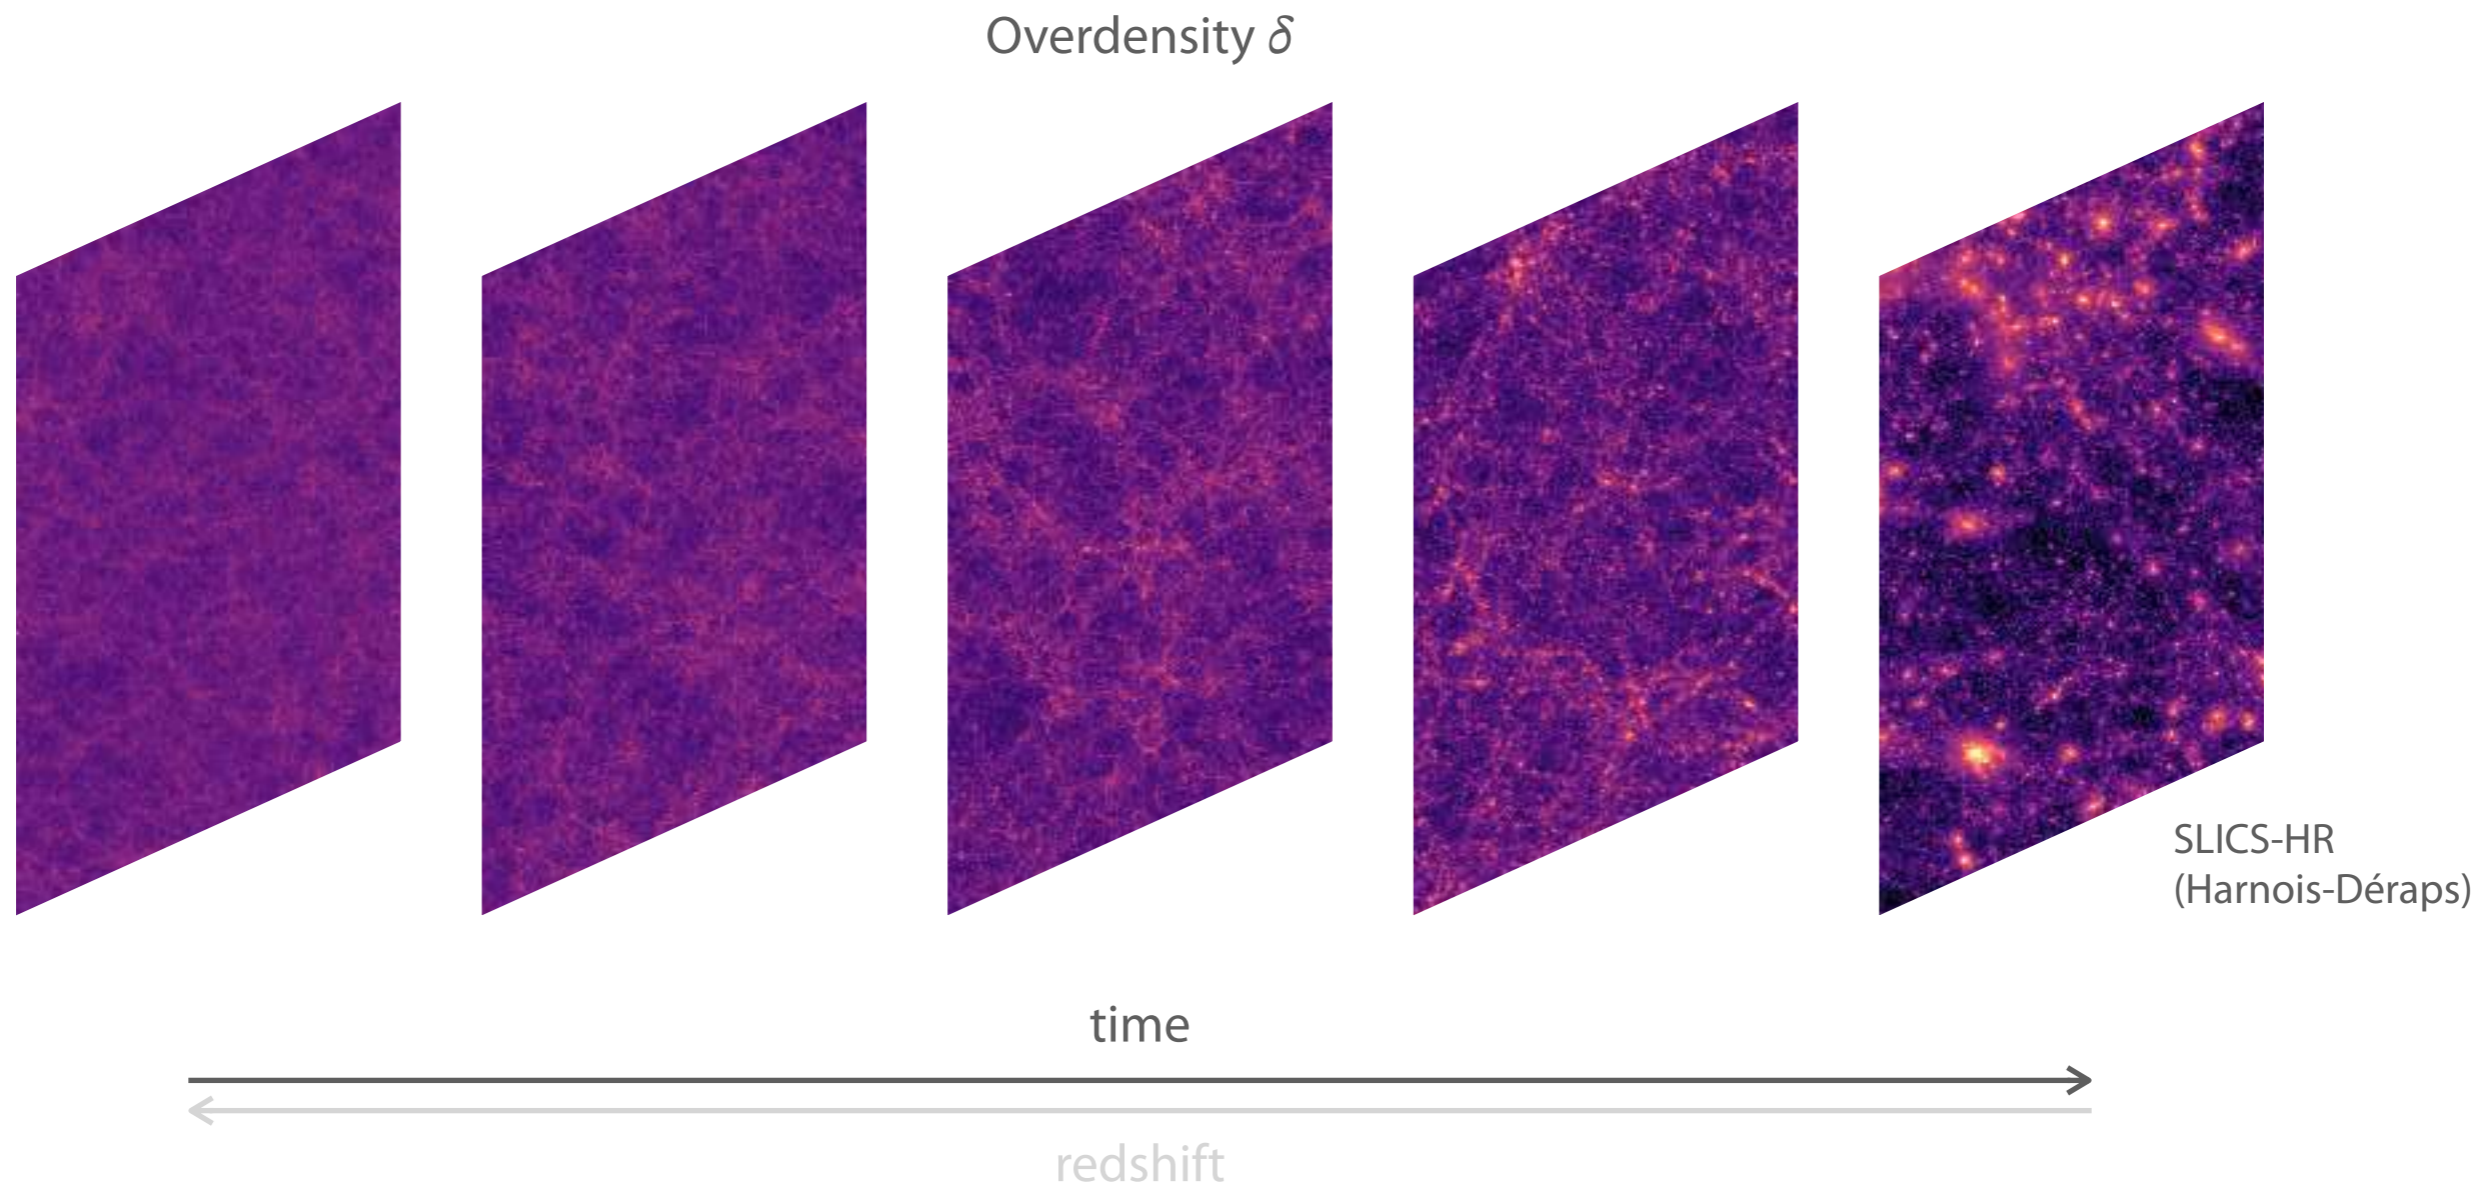 Overdensity δ
SLICS-HR
(Harnois-Déraps)
time
redshift